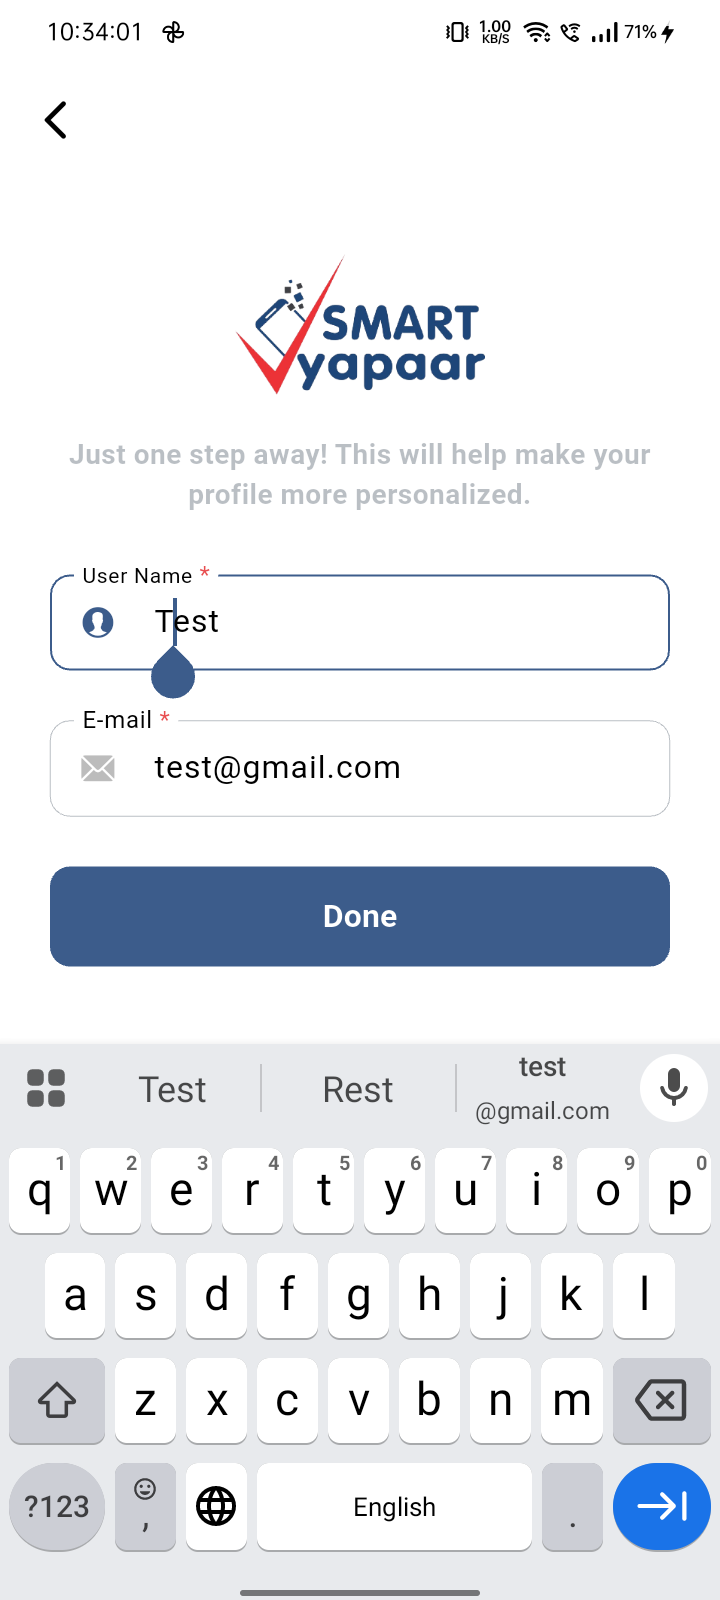 10:34:01 1.00 KB/S 71%
SMART
yapaar
Just one step away! This will help make your
profile more personalized.
User Name *
Test
E-mail *
test@gmail.com
Done
Test Rest test
@gmail.com
q1 w2 e3 r4 t5 y6 u7 i8 o9 p0
a s d f g h j k l
z x c v b n m
?123 , English .